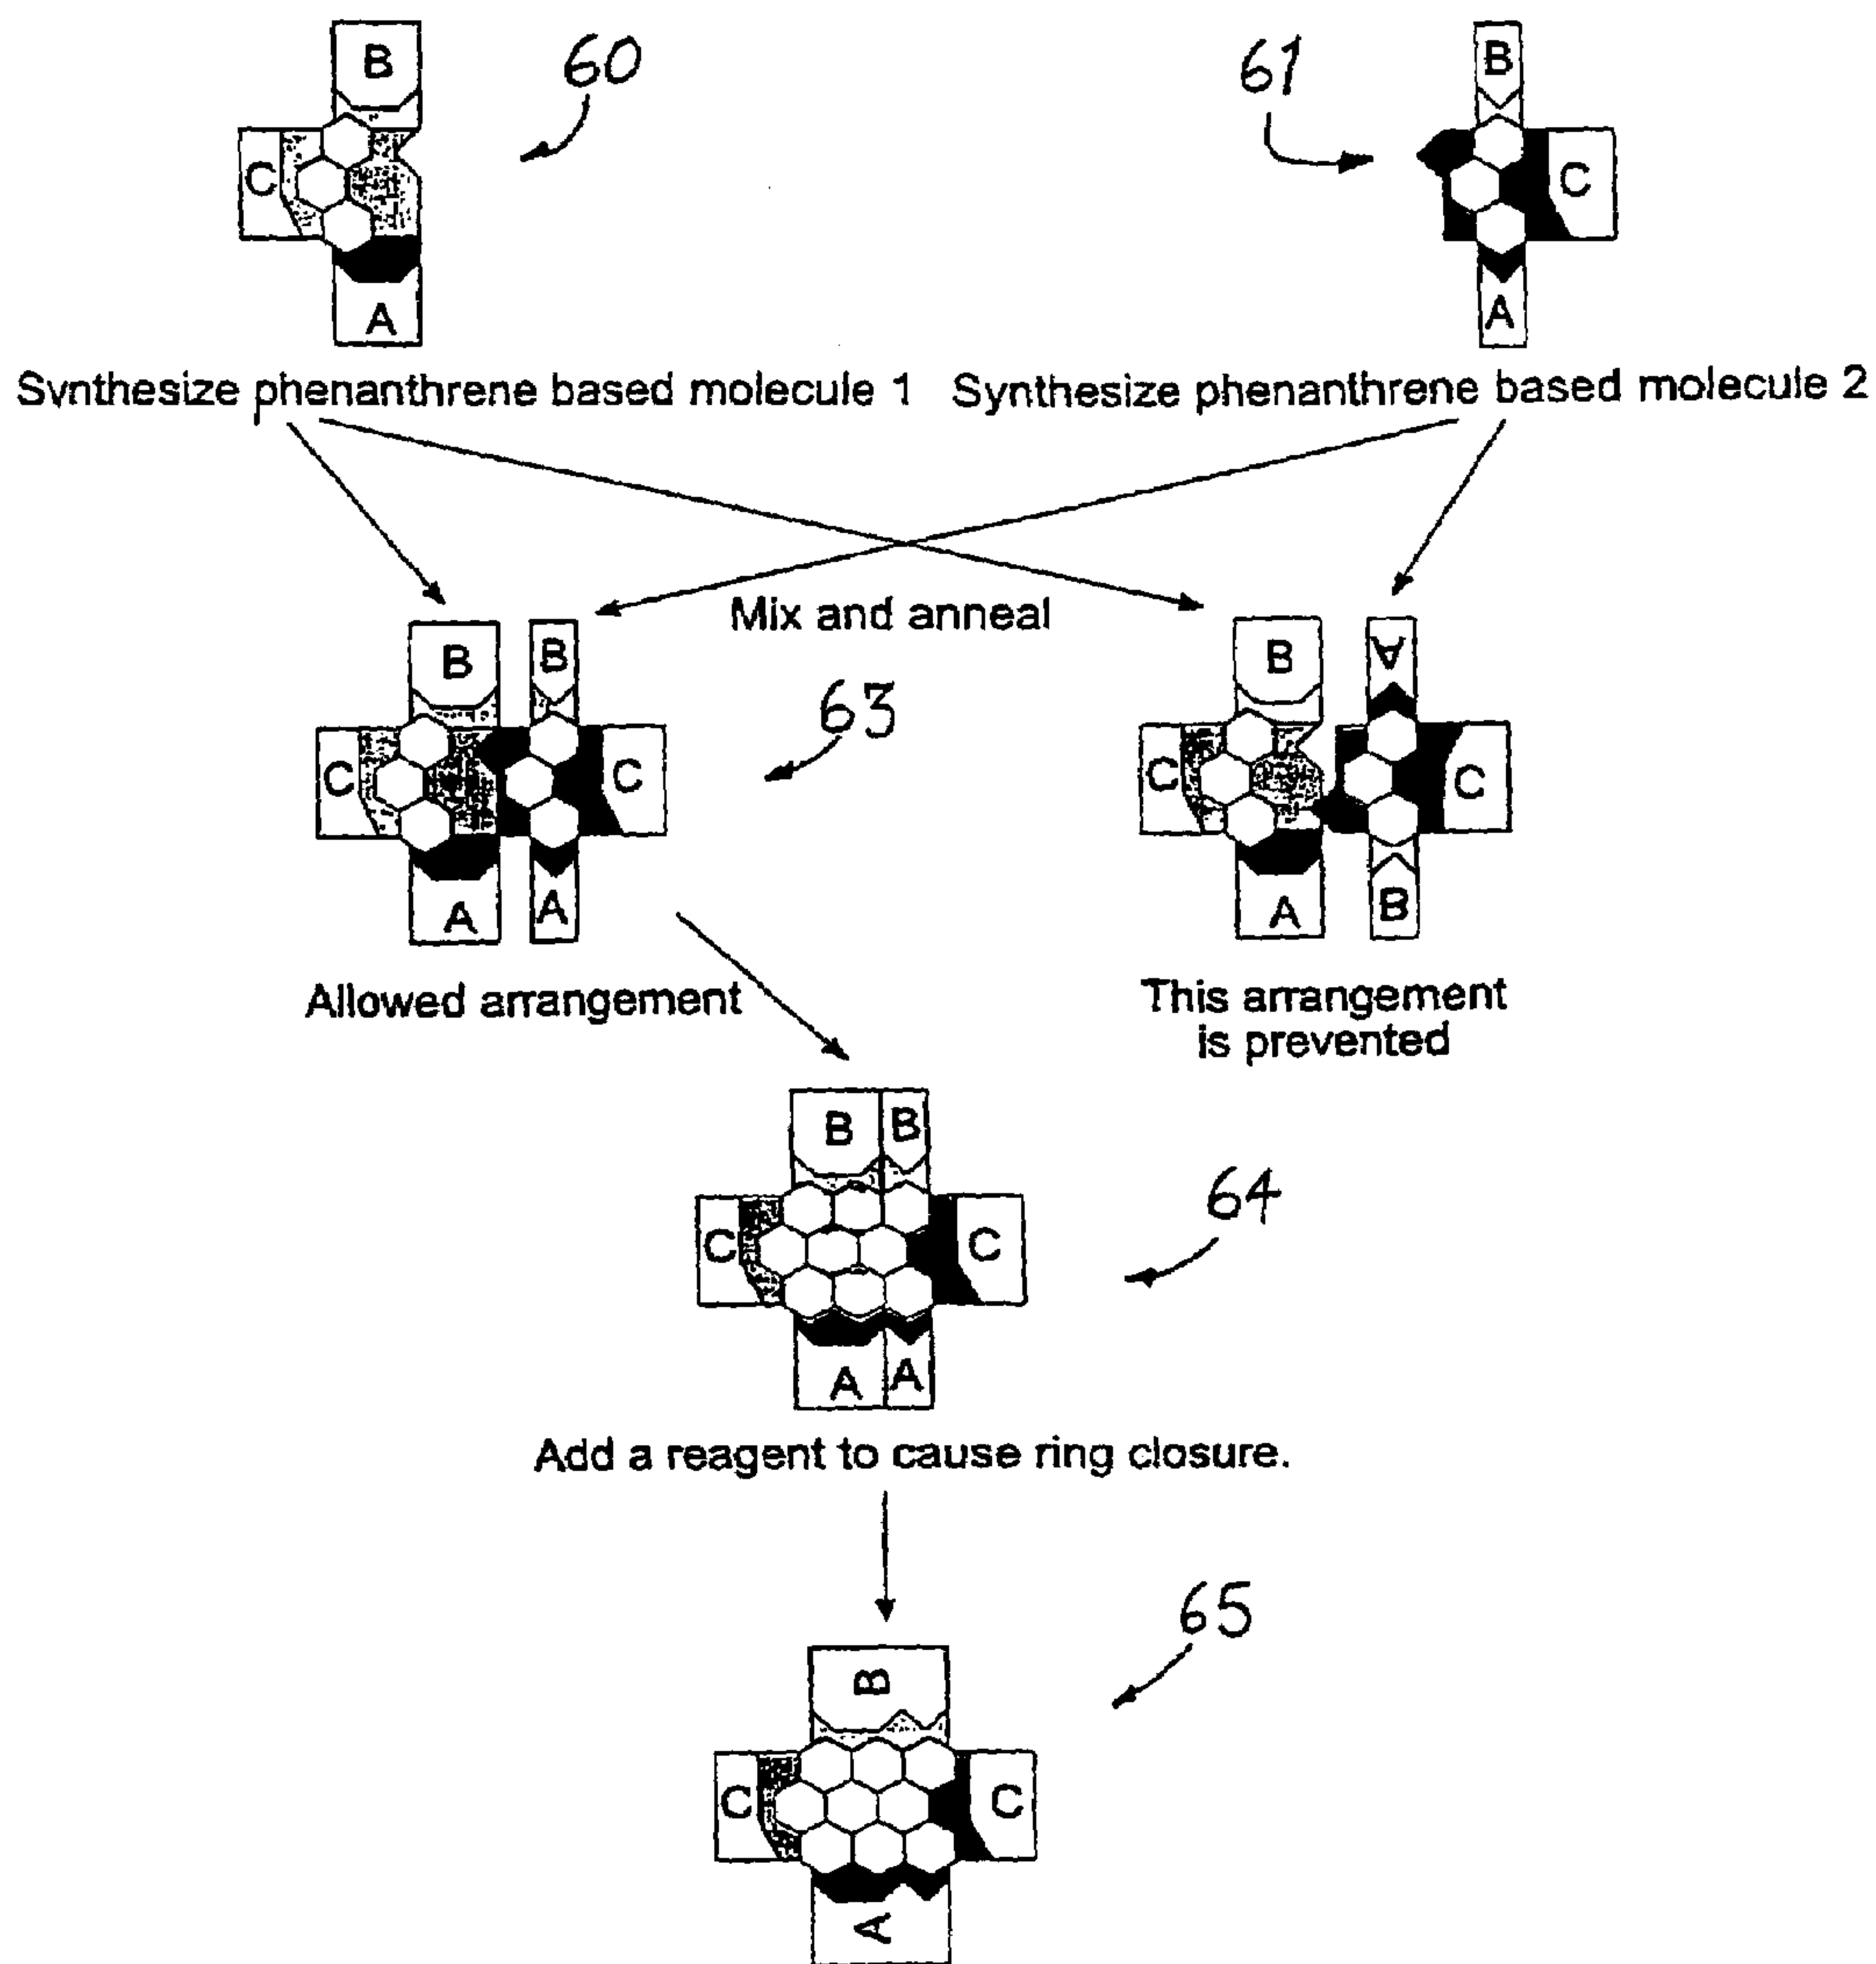 B
60
61
B
C
C
A
A
Synthesize phenanthrene based molecule 1
Synthesize phenanthrene based molecule 2
Mix and anneal
B
B
63
B
A
C
C
C
C
A
A
A
B
Allowed arrangement
This arrangement
is prevented
B
B
64
C
C
A
A
Add a reagent to cause ring closure.
65
B
C
C
A